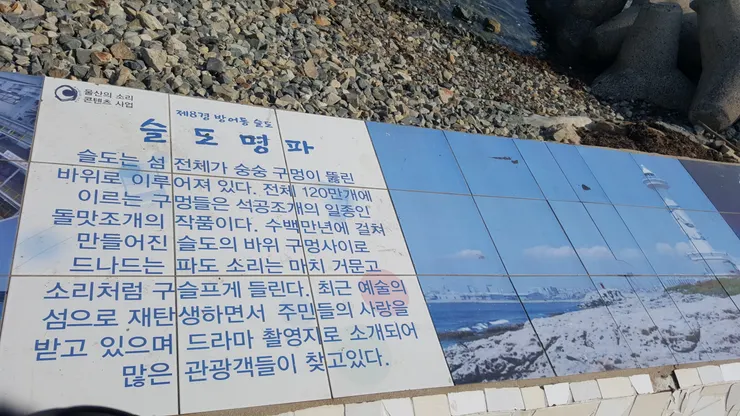 울산의 소리
콘텐츠 사업
제8경 방어동 슬도
슬도명파
슬도는 섬 전체가 숭숭 구멍이 뚫린
바위로 이루어져 있다. 전체 120만개에
이르는 구멍들은 석공조개의 일종인
돌맛조개의 작품이다. 수백만년에 걸쳐
만들어진 슬도의 바위 구멍사이로
드나드는 파도 소리는 마치 거문고
소리처럼 구슬프게 들린다. 최근 예술의
섬으로 재탄생하면서 주민들의 사랑을
받고 있으며 드라마 촬영지로 소개되어
많은 관광객들이 찾고있다.